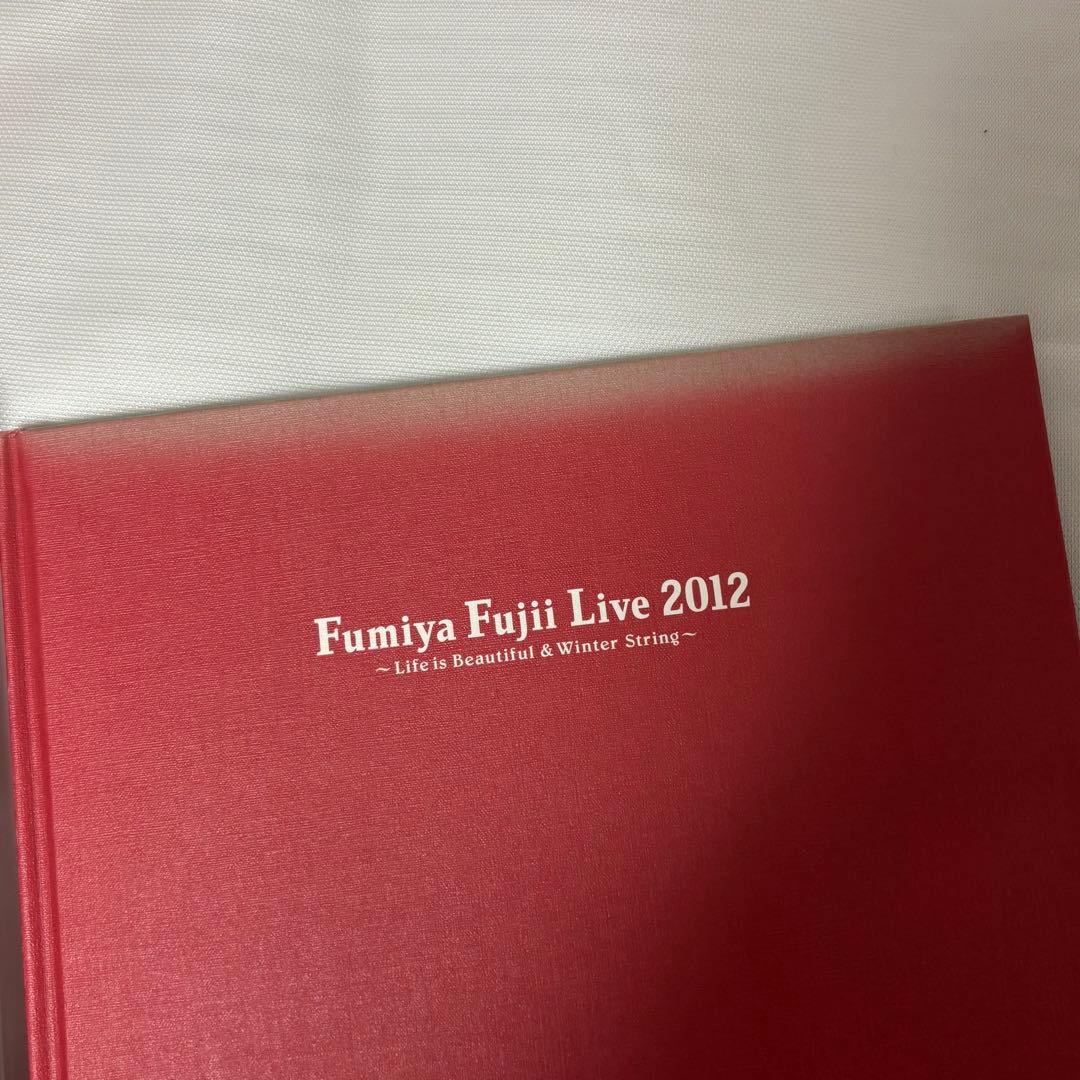 Fumiya Fujii Live 2012
~Life is Beautiful & Winter String~